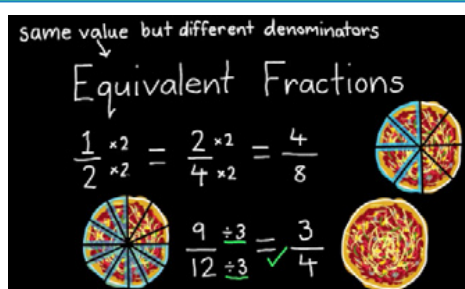 same value but different denominators
Equivalent Fractions
1/2 ×2/×2 = 2/4 ×2/×2 = 4/8
9/12 ÷3/÷3 = 3/4